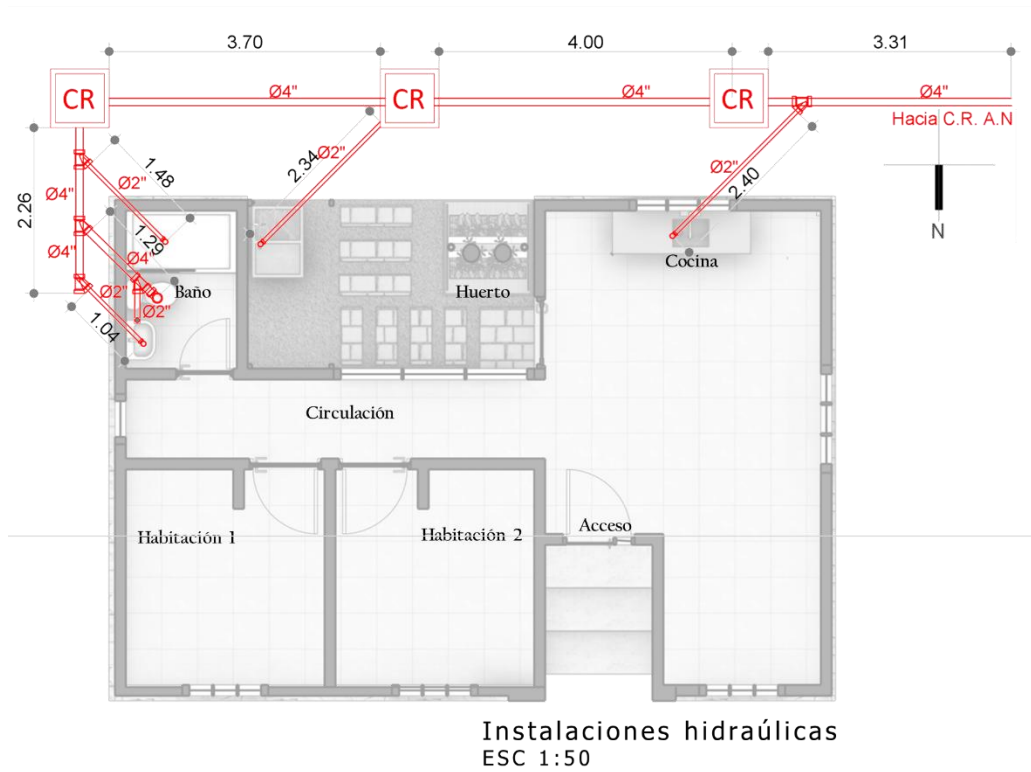 3.70
4.00
3.31
CR
Ø4"
CR
Ø4"
CR
Ø4"
Hacia C.R. A.N
2.26
1.48
2.34
Ø2"
Ø2"
2.40
Ø4"
Ø2"
N
1.29
Ø4"
Ø4"
Cocina
Ø2"
Baño
Huerto
Ø2"
1.04
Circulación
Habitación 1
Habitación 2
Acceso
Instalaciones hidraúlicas
ESC 1:50